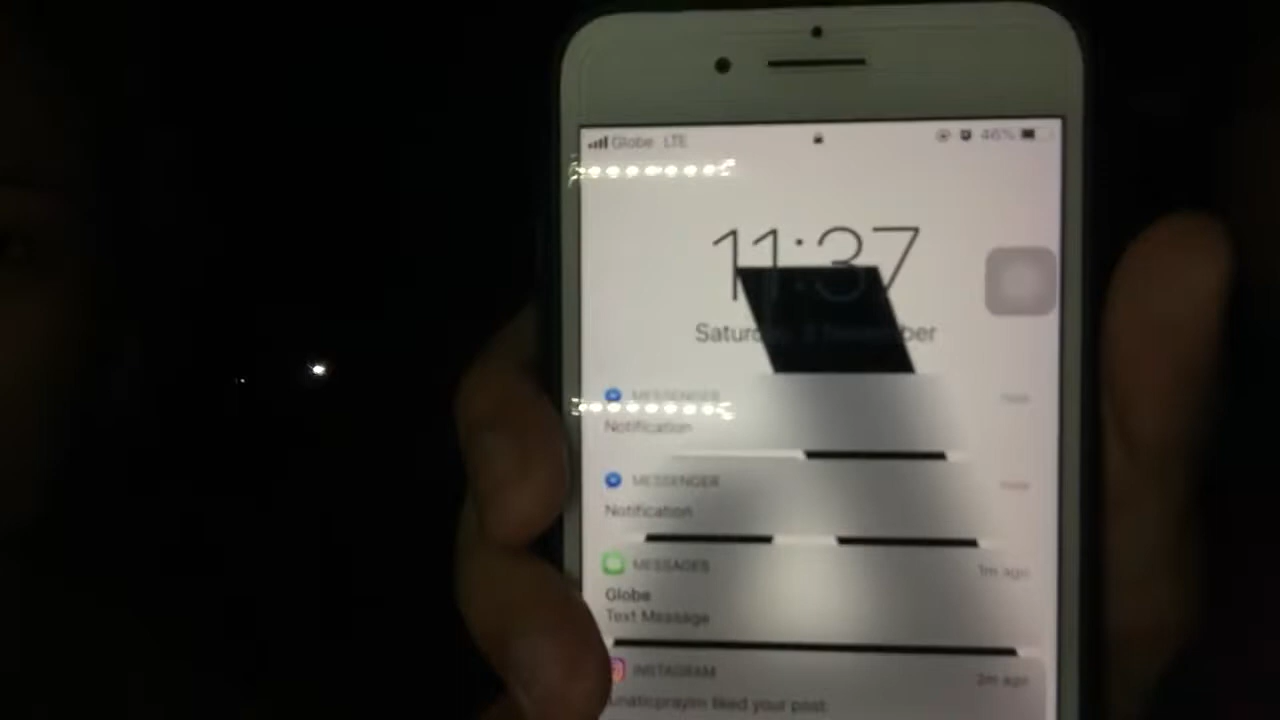 Globe LTE 46%
11:37
Saturday, November
MESSENGER
Notification
MESSENGER
Notification
MESSAGES 1m ago
Globe
Text Message
INSTAGRAM 2m ago
liked your post.